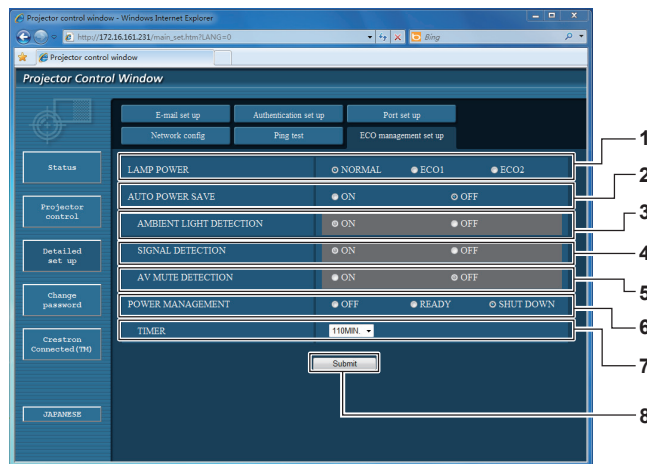 Projector control window - Windows Internet Explorer
http://172.16.161.231/main_set.htm?LANG=0
Bing
Projector control window
Projector Control Window
E-mail set up Authentication set up Port set up
Network config Ping test ECO management set up
Status
Projector control
Detailed set up
Change password
Crestron Connected(TM)
JAPANESE
LAMP POWER NORMAL ECO1 ECO2 1
AUTO POWER SAVE ON OFF 2
AMBIENT LIGHT DETECTION ON OFF 3
SIGNAL DETECTION ON OFF 4
AV MUTE DETECTION ON OFF 5
POWER MANAGEMENT OFF READY SHUT DOWN 6
TIMER 110MIN. 7
Submit 8